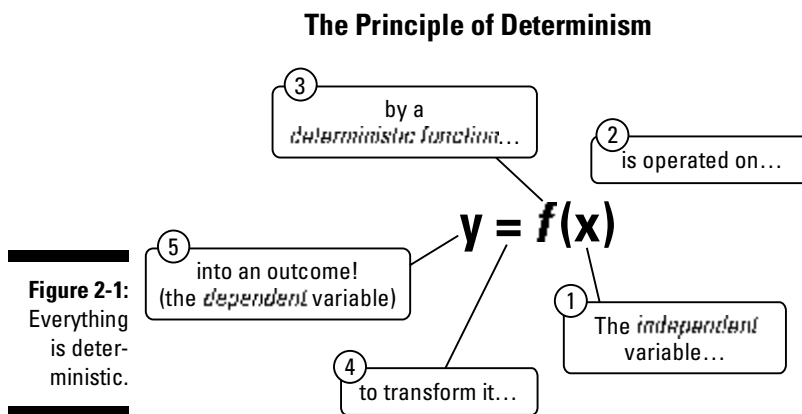 The Principle of Determinism
3
by a
deterministic function...
2
is operated on...
y = f(x)
5
into an outcome!
(the dependent variable)
Figure 2-1:
Everything
is deter-
ministic.
1
The independent
variable...
4
to transform it...